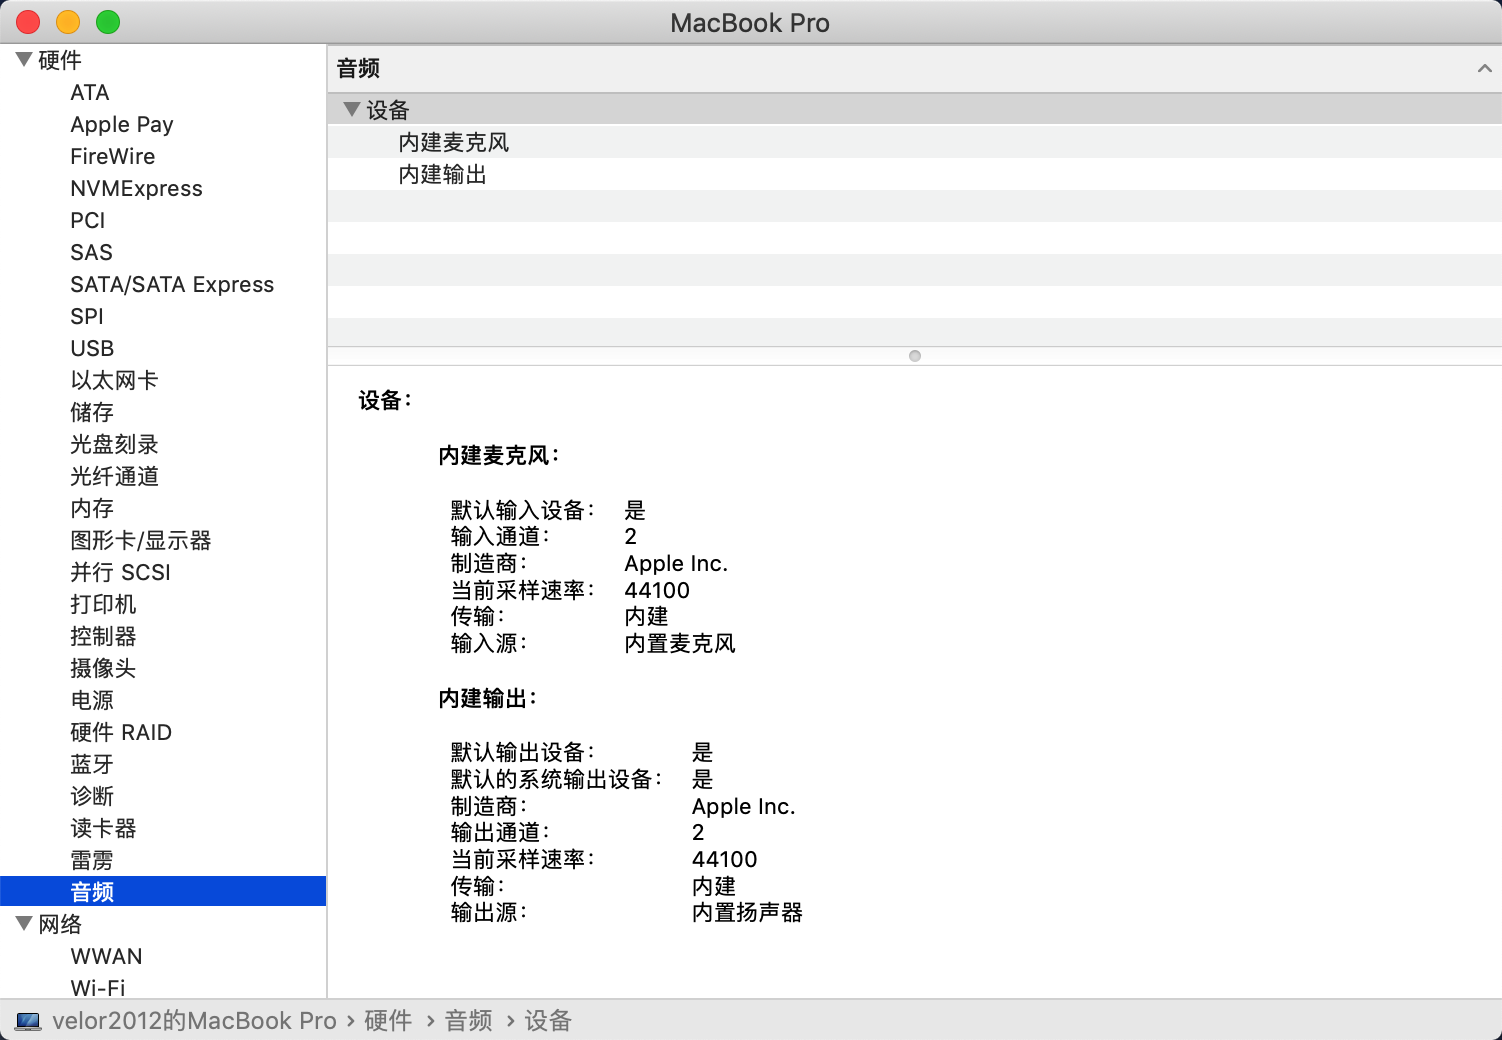 MacBook Pro
硬件
ATA
Apple Pay
FireWire
NVMExpress
PCI
SAS
SATA/SATA Express
SPI
USB
以太网卡
储存
光盘刻录
光纤通道
内存
图形卡/显示器
并行 SCSI
打印机
控制器
摄像头
电源
硬件 RAID
蓝牙
诊断
读卡器
雷雳
音频
网络
WWAN
Wi-Fi
音频
设备
内建麦克风
内建输出
设备：
内建麦克风：
默认输入设备： 是
输入通道： 2
制造商： Apple Inc.
当前采样速率： 44100
传输： 内建
输入源： 内置麦克风
内建输出：
默认输出设备： 是
默认的系统输出设备： 是
制造商： Apple Inc.
输出通道： 2
当前采样速率： 44100
传输： 内建
输出源： 内置扬声器
velor2012的MacBook Pro › 硬件 › 音频 › 设备